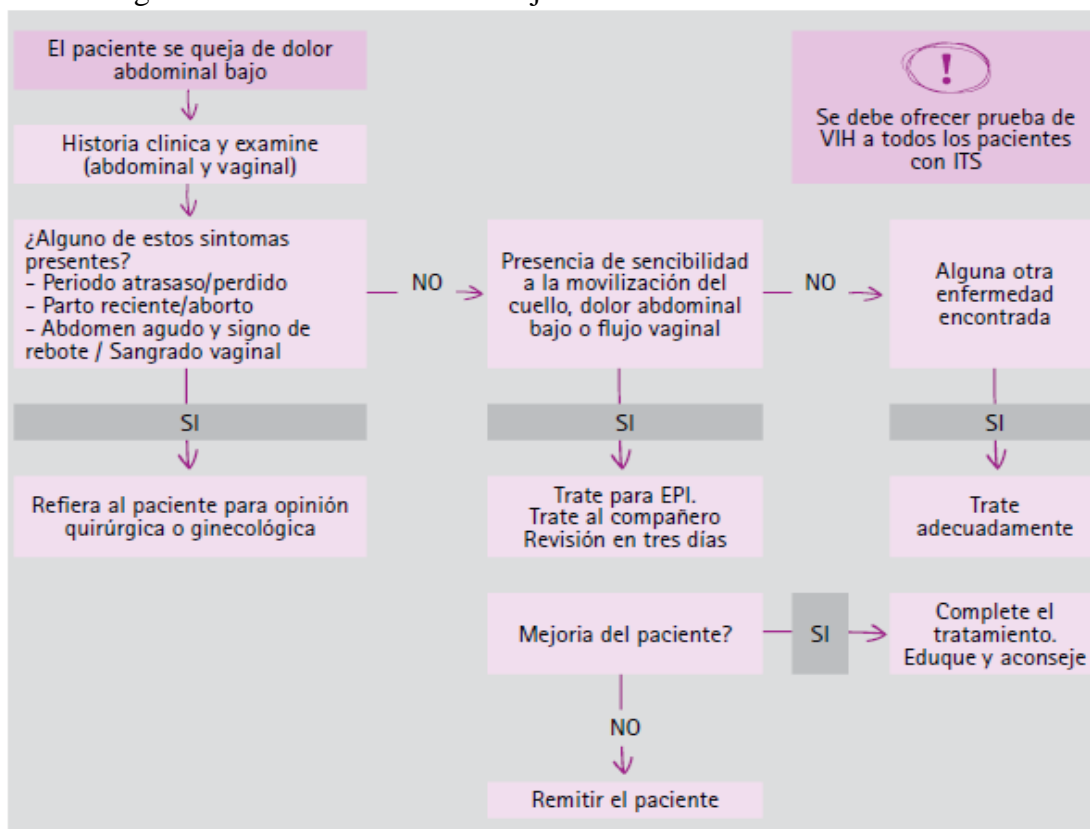 El paciente se queja de dolor
abdominal bajo
!
Se debe ofrecer prueba de
VIH a todos los pacientes
con ITS
Historia clinica y examine
(abdominal y vaginal)
¿Alguno de estos sintomas
presentes?
- Periodo atrasaso/perdido
- Parto reciente/aborto
- Abdomen agudo y signo de
rebote / Sangrado vaginal
NO
Presencia de sencibilidad
a la movilización del
cuello, dolor abdominal
bajo o flujo vaginal
NO
Alguna otra
enfermedad
encontrada
SI
SI
SI
Refiera al paciente para opinión
quirúrgica o ginecológica
Trate para EPI.
Trate al compañero
Revisión en tres días
Trate
adecuadamente
Mejoria del paciente?
SI
Complete el
tratamiento.
Eduque y aconseje
NO
Remitir el paciente